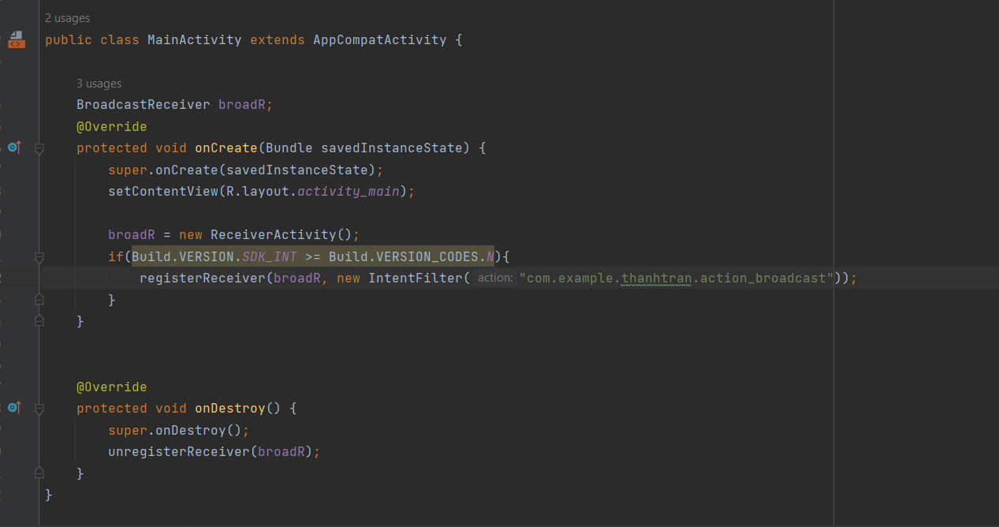 2 usages
public class MainActivity extends AppCompatActivity {
3 usages
BroadcastReceiver broadR;
@Override
protected void onCreate(Bundle savedInstanceState) {
super.onCreate(savedInstanceState);
setContentView(R.layout.activity_main);
broadR = new ReceiverActivity();
if(Build.VERSION.SDK_INT >= Build.VERSION_CODES.N){
registerReceiver(broadR, new IntentFilter( action: "com.example.thanhtran.action_broadcast"));
}
}
@Override
protected void onDestroy() {
super.onDestroy();
unregisterReceiver(broadR);
}
}